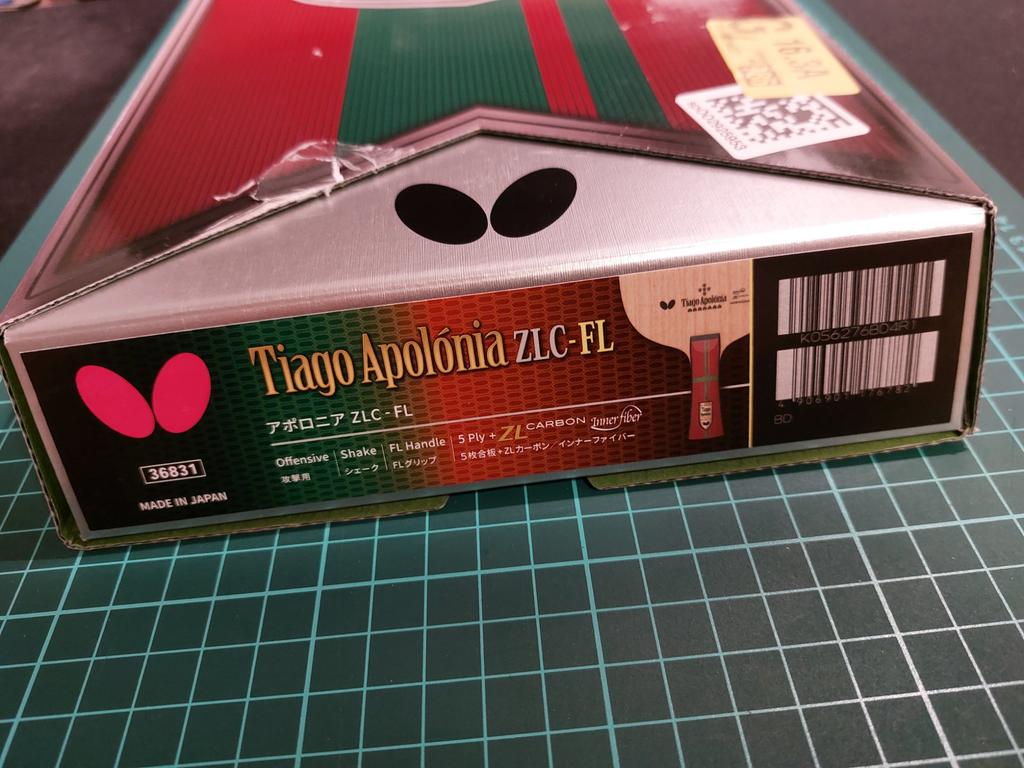 Tiago Apolónia ZLC-FL
アポロニア ZLC - FL
Offensive Shake FL Handle 5 Ply + ZL CARBON Inner fiber
攻撃用 シェーク FLグリップ 5枚合板+ZLカーボン/インナーファイバー
36831
MADE IN JAPAN
Tiago Apolónia
K056276BD4R1
BD